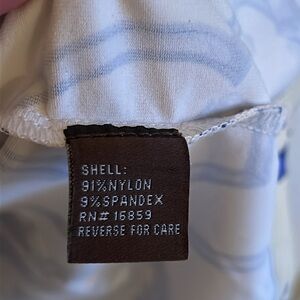 SHELL:
91%NYLON
9%SPANDEX
RN# 16859
REVERSE FOR CARE